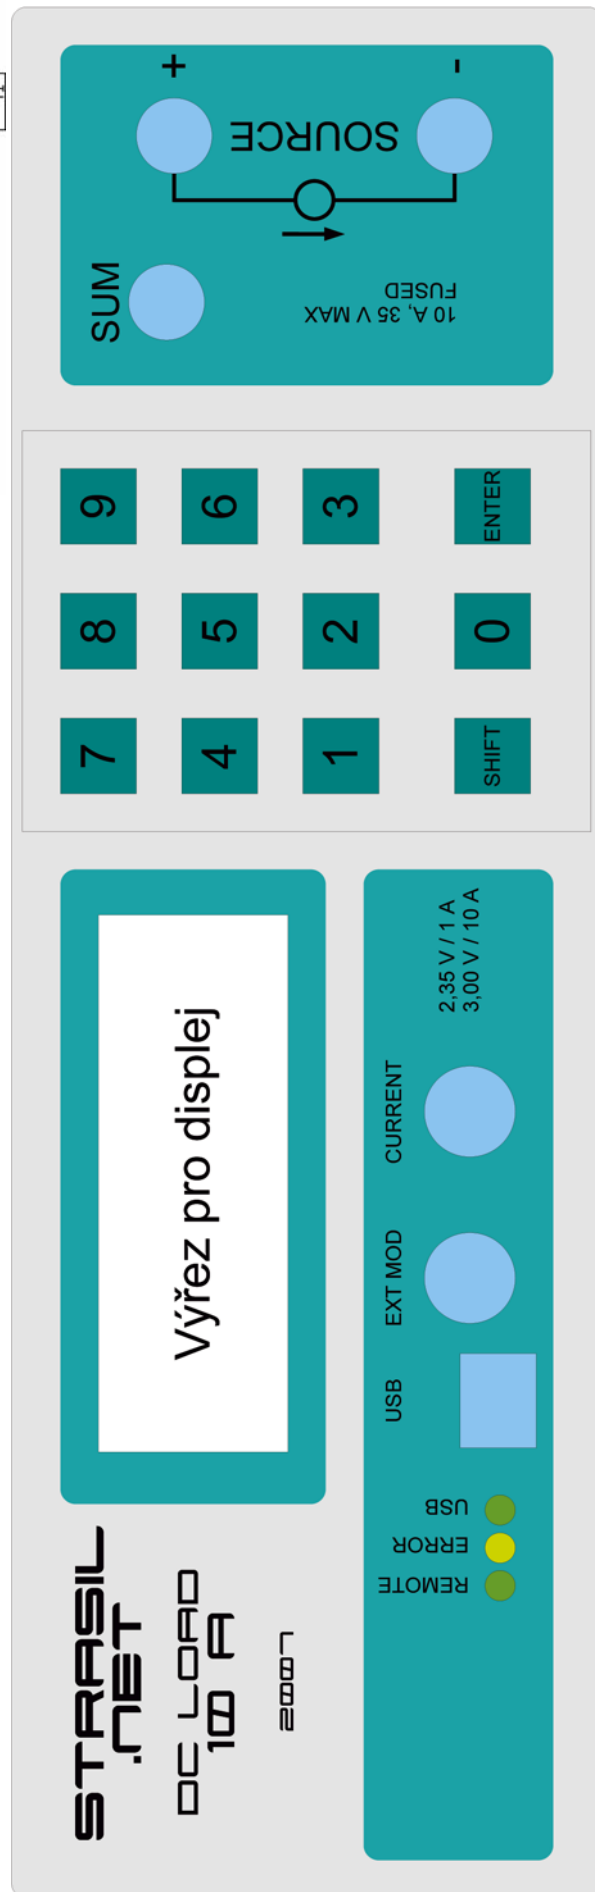 STRASIL
.NET
DC LOAD
10 A
2007
Výřez pro displej
REMOTE
ERROR
USB
USB
EXT MOD
CURRENT
2,35 V / 1 A
3,00 V / 10 A
7
8
9
4
5
6
1
2
3
SHIFT
0
ENTER
SUM
+
SOURCE
-
10 A, 35 V MAX
FUSED